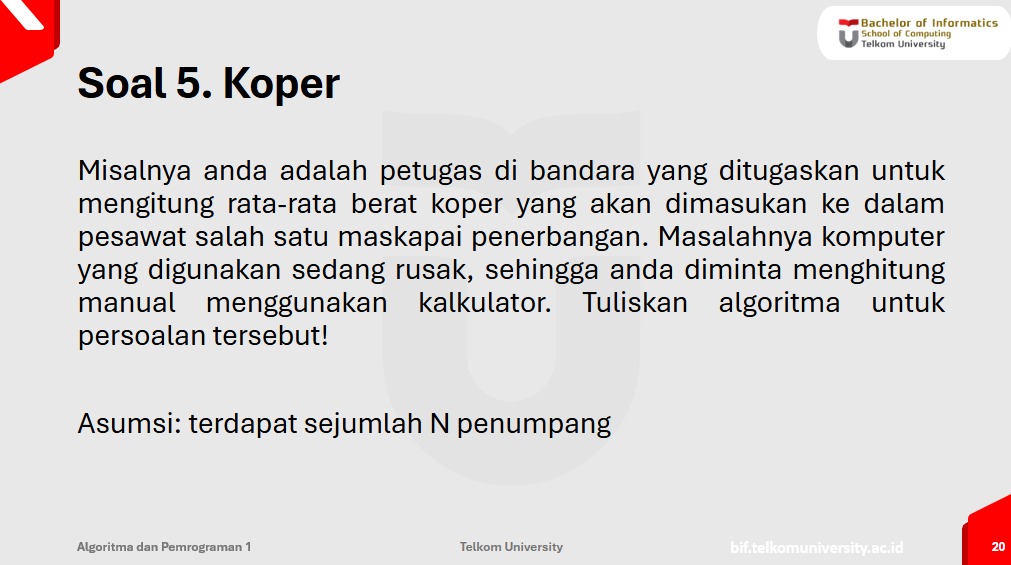 Bachelor of Informatics
School of Computing
Telkom University
Soal 5. Koper
Misalnya anda adalah petugas di bandara yang ditugaskan untuk
mengitung rata-rata berat koper yang akan dimasukan ke dalam
pesawat salah satu maskapai penerbangan. Masalahnya komputer
yang digunakan sedang rusak, sehingga anda diminta menghitung
manual menggunakan kalkulator. Tuliskan algoritma untuk
persoalan tersebut!
Asumsi: terdapat sejumlah N penumpang
Algoritma dan Pemrograman 1
Telkom University
bif.telkomuniversity.ac.id
20